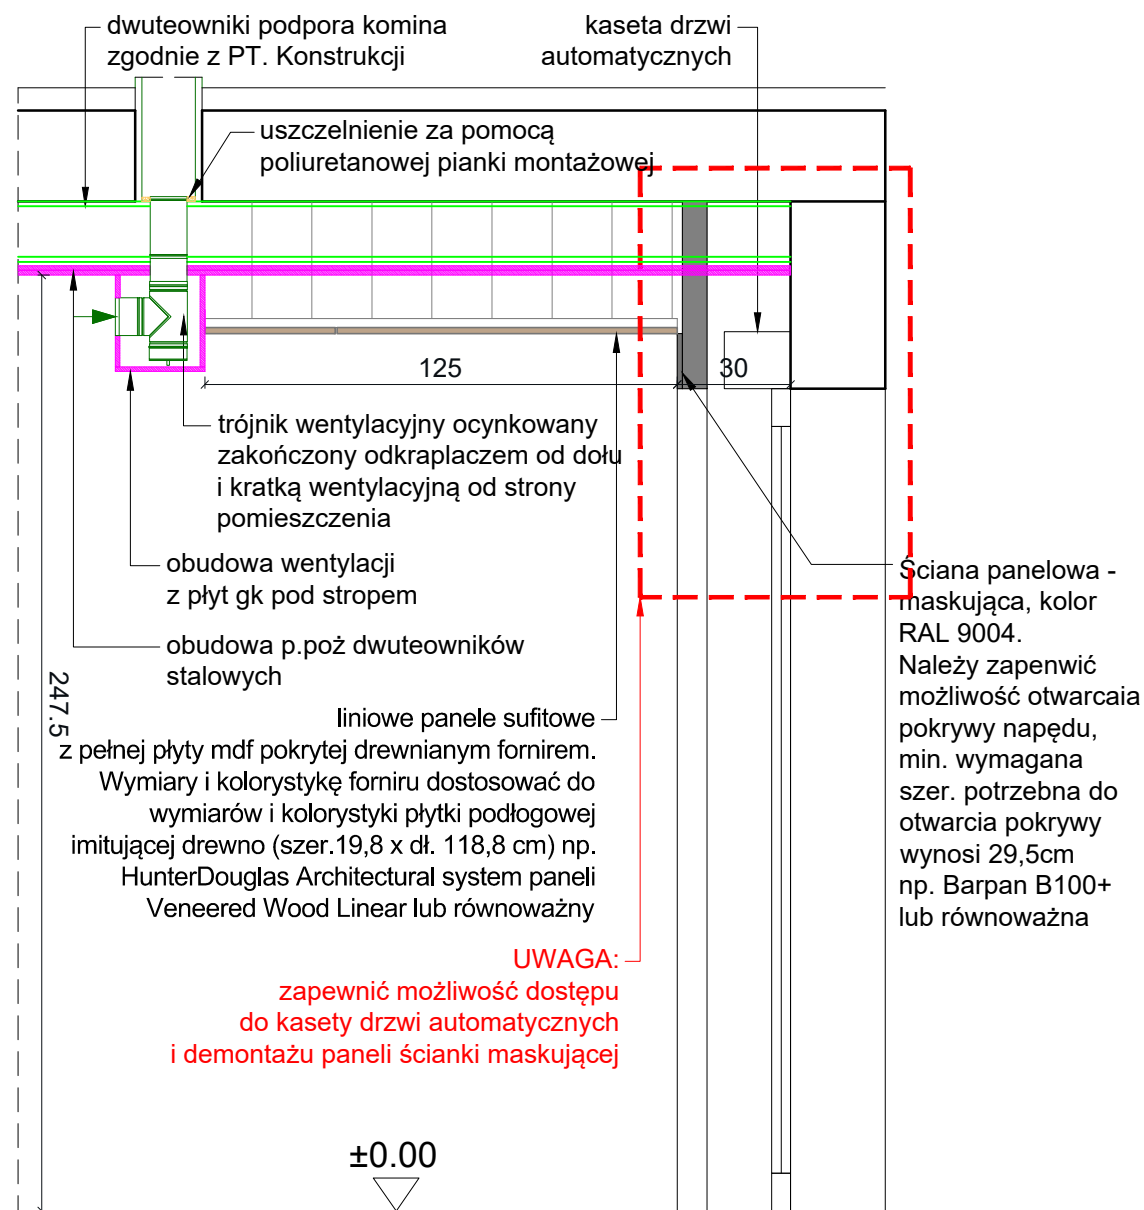 dwuteowniki podpora komina
zgodnie z PT. Konstrukcji
kaseta drzwi
automatycznych
uszczelnienie za pomocą
poliuretanowej pianki montażowej
125
30
trójnik wentylacyjny ocynkowany
zakończony odkraplaczem od dołu
i kratką wentylacyjną od strony
pomieszczenia
obudowa wentylacji
z płyt gk pod stropem
obudowa p.poż dwuteowników
stalowych
247.5
liniowe panele sufitowe
z pełnej płyty mdf pokrytej drewnianym fornirem.
Wymiary i kolorystykę forniru dostosować do
wymiarów i kolorystyki płytki podłogowej
imitującej drewno (szer.19,8 x dł. 118,8 cm) np.
HunterDouglas Architectural system paneli
Veneered Wood Linear lub równoważny
Ściana panelowa -
maskująca, kolor
RAL 9004.
Należy zapenwić
możliwość otwarcaia
pokrywy napędu,
min. wymagana
szer. potrzebna do
otwarcia pokrywy
wynosi 29,5cm
np. Barpan B100+
lub równoważna
UWAGA:
zapewnić możliwość dostępu
do kasety drzwi automatycznych
i demontażu paneli ścianki maskującej
±0.00